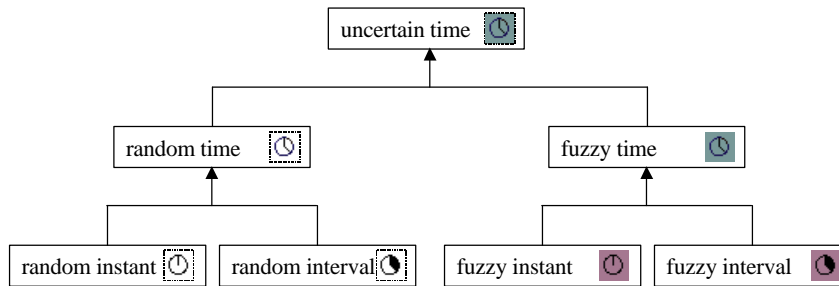 uncertain time
random time
fuzzy time
random instant
random interval
fuzzy instant
fuzzy interval